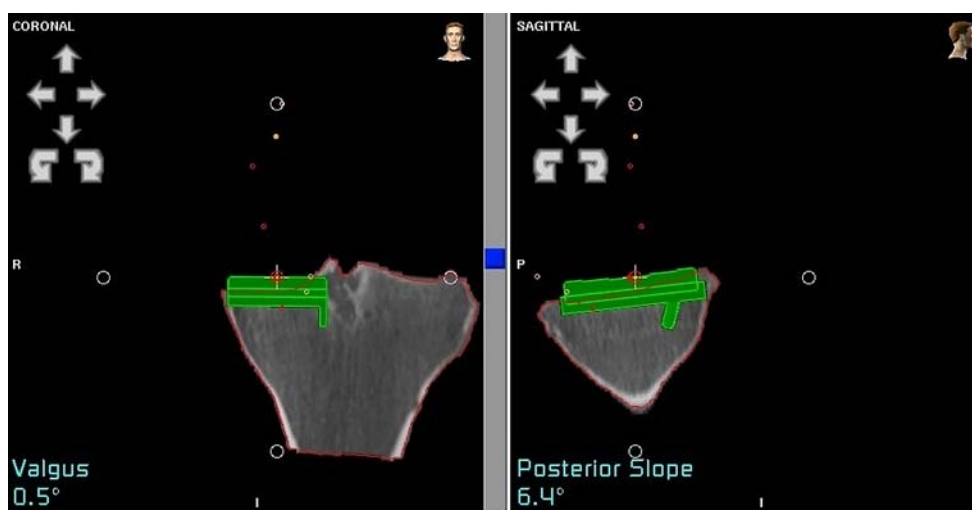 CORONAL
R
Valgus
0.5°
SAGITTAL
P
Posterior Slope
6.4°